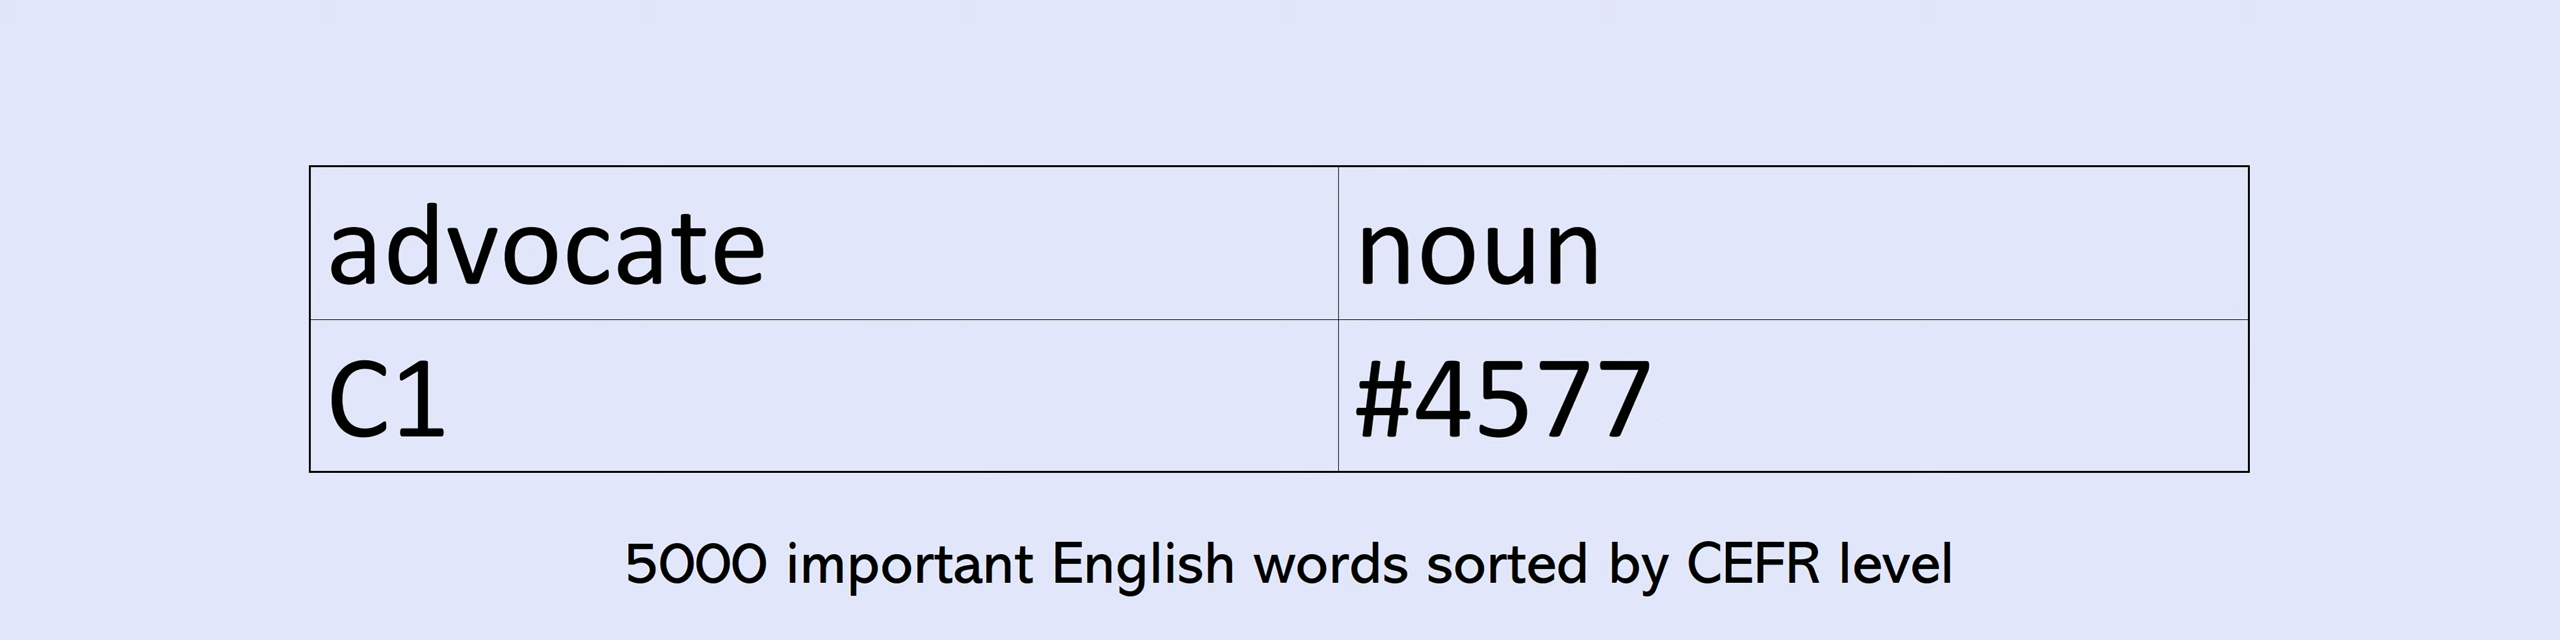 advocate noun
C1 #4577
5000 important English words sorted by CEFR level